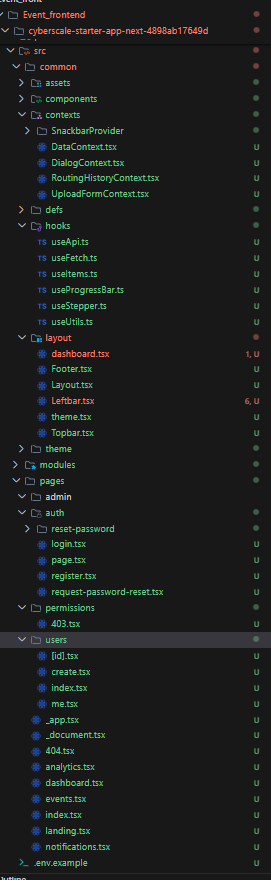 Event_frontend
cyberscale-starter-app-next-4898ab17649d
src
common
assets
components
contexts
SnackbarProvider
DataContext.tsx U
DialogContext.tsx U
RoutingHistoryContext.tsx U
UploadFormContext.tsx U
defs
hooks
TS useApi.ts U
TS useFetch.ts U
TS useItems.ts U
TS useProgressBar.ts U
TS useStepper.ts U
TS useUtils.ts U
layout
dashboard.tsx 1, U
Footer.tsx U
Layout.tsx U
Leftbar.tsx 6, U
theme.tsx U
Topbar.tsx U
theme
modules
pages
admin
auth
reset-password
login.tsx U
page.tsx U
register.tsx U
request-password-reset.tsx U
permissions
403.tsx U
users
[id].tsx U
create.tsx U
index.tsx U
me.tsx U
_app.tsx U
_document.tsx U
404.tsx U
analytics.tsx U
dashboard.tsx U
events.tsx U
index.tsx U
landing.tsx U
notifications.tsx U
.env.example U